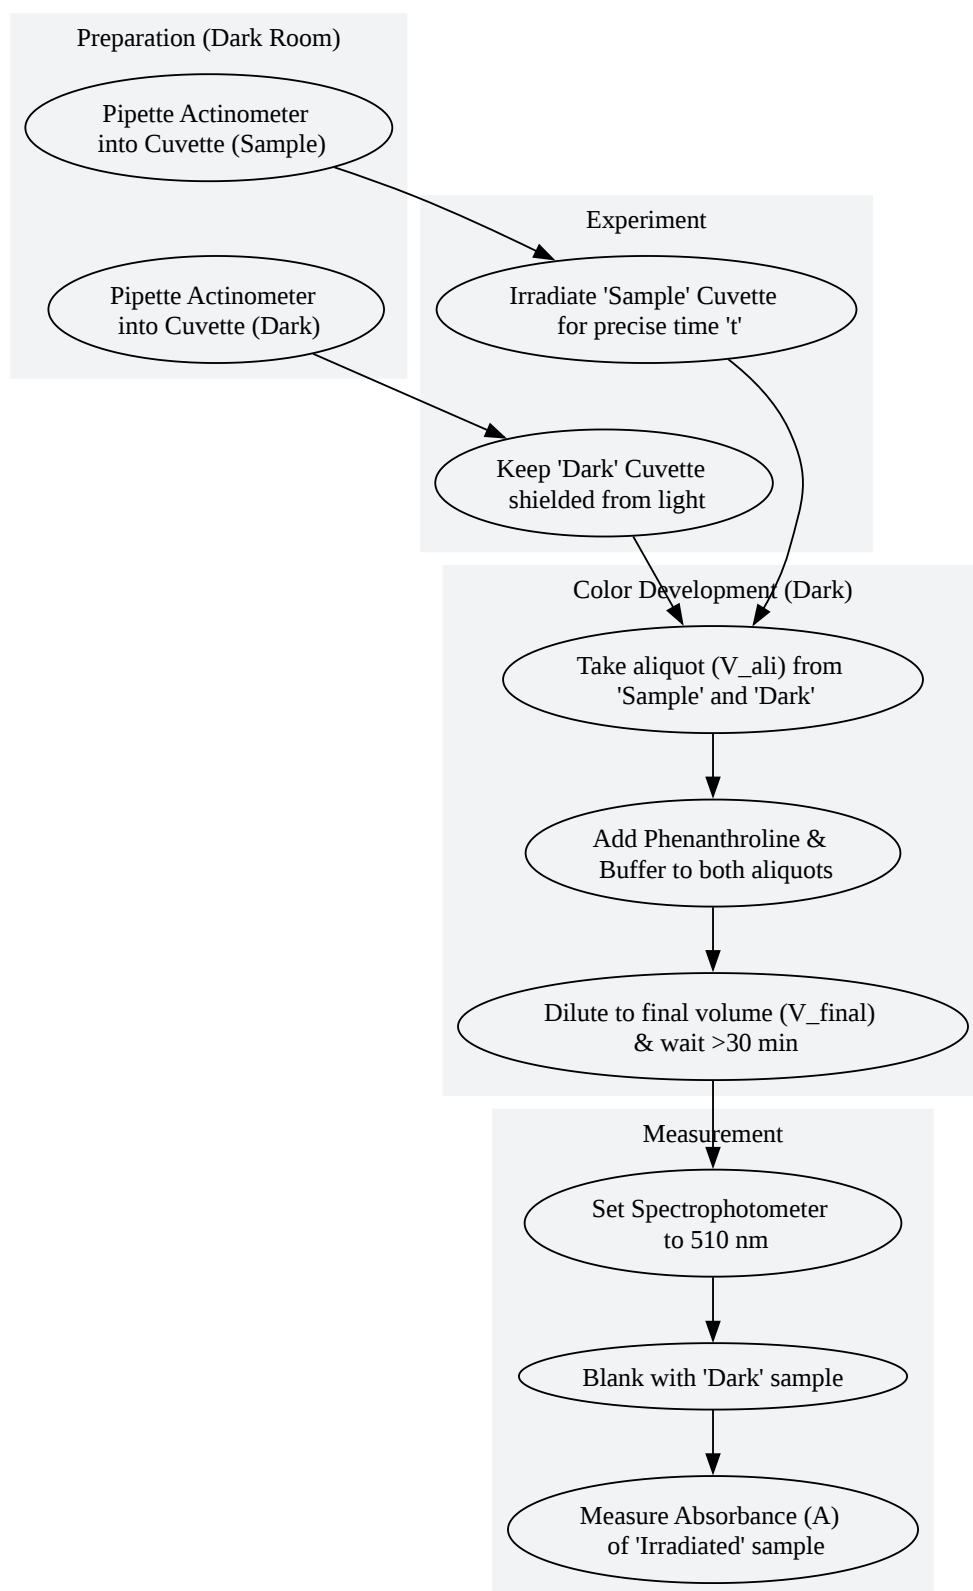 Preparation (Dark Room)
Pipette Actinometer
into Cuvette (Sample)
Pipette Actinometer
into Cuvette (Dark)
Experiment
Irradiate 'Sample' Cuvette
for precise time 't'
Keep 'Dark' Cuvette
shielded from light
Color Development (Dark)
Take aliquot (V_ali) from
'Sample' and 'Dark'
Add Phenanthroline &
Buffer to both aliquots
Dilute to final volume (V_final)
& wait >30 min
Measurement
Set Spectrophotometer
to 510 nm
Blank with 'Dark' sample
Measure Absorbance (A)
of 'Irradiated' sample